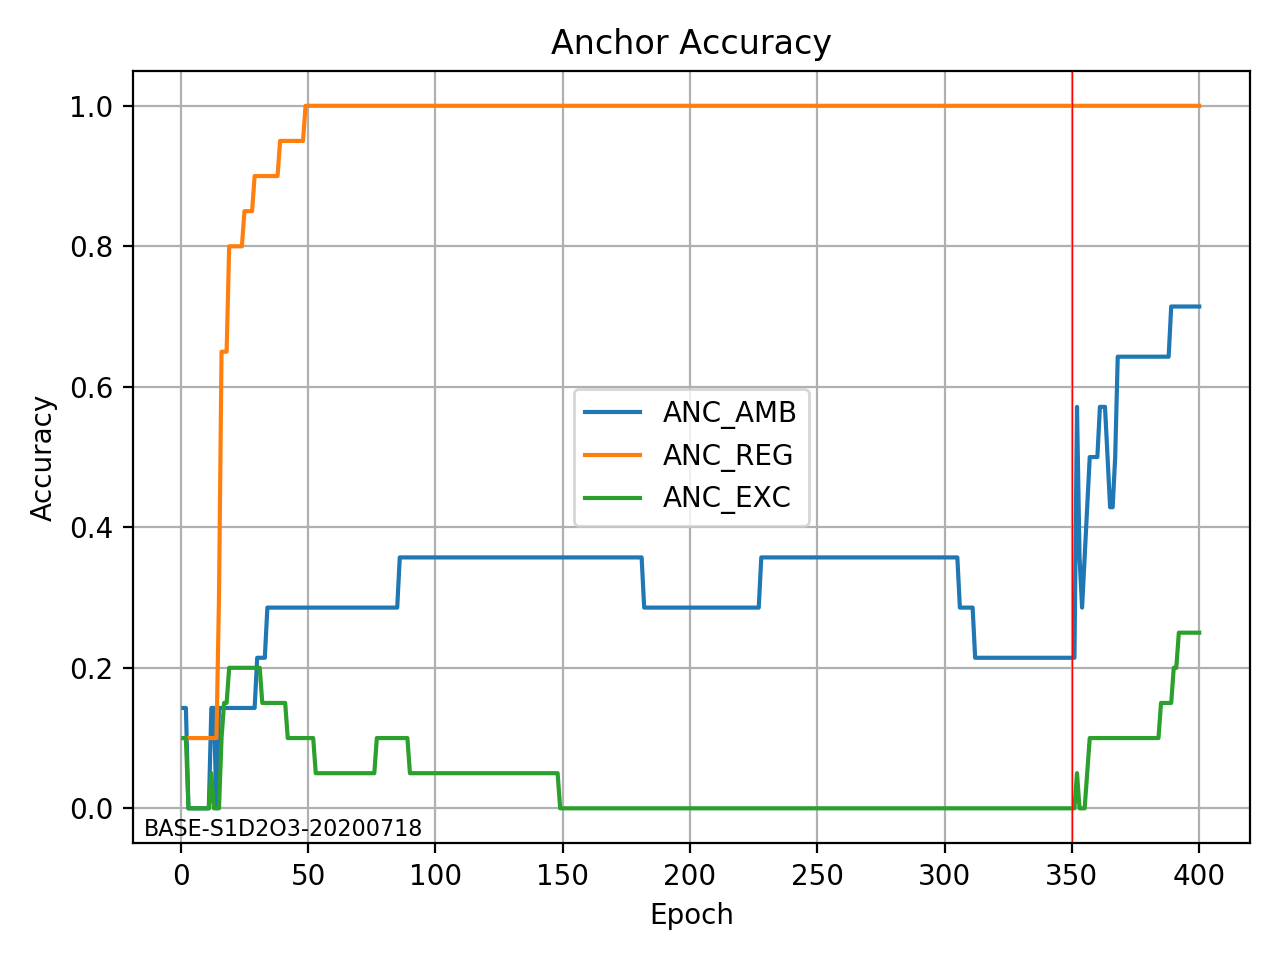 Anchor Accuracy
1.0
0.8
0.6
0.4
0.2
0.0
Accuracy
ANC_AMB
ANC_REG
ANC_EXC
BASE-S1D2O3-20200718
0 50 100 150 200 250 300 350 400
Epoch